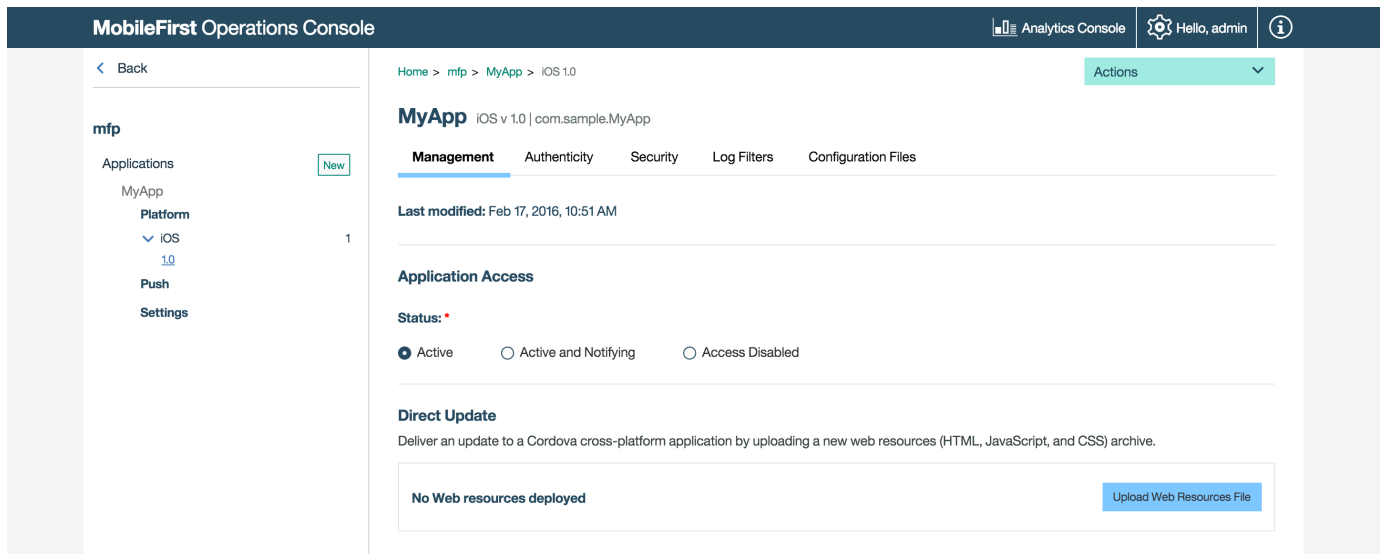 MobileFirst Operations Console
Analytics Console
Hello, admin
Back
mfp
Applications
New
MyApp
Platform
iOS 1
1.0
Push
Settings
Home > mfp > MyApp > iOS 1.0
Actions
MyApp iOS v 1.0 | com.sample.MyApp
Management Authenticity Security Log Filters Configuration Files
Last modified: Feb 17, 2016, 10:51 AM
Application Access
Status: *
Active Active and Notifying Access Disabled
Direct Update
Deliver an update to a Cordova cross-platform application by uploading a new web resources (HTML, JavaScript, and CSS) archive.
No Web resources deployed
Upload Web Resources File